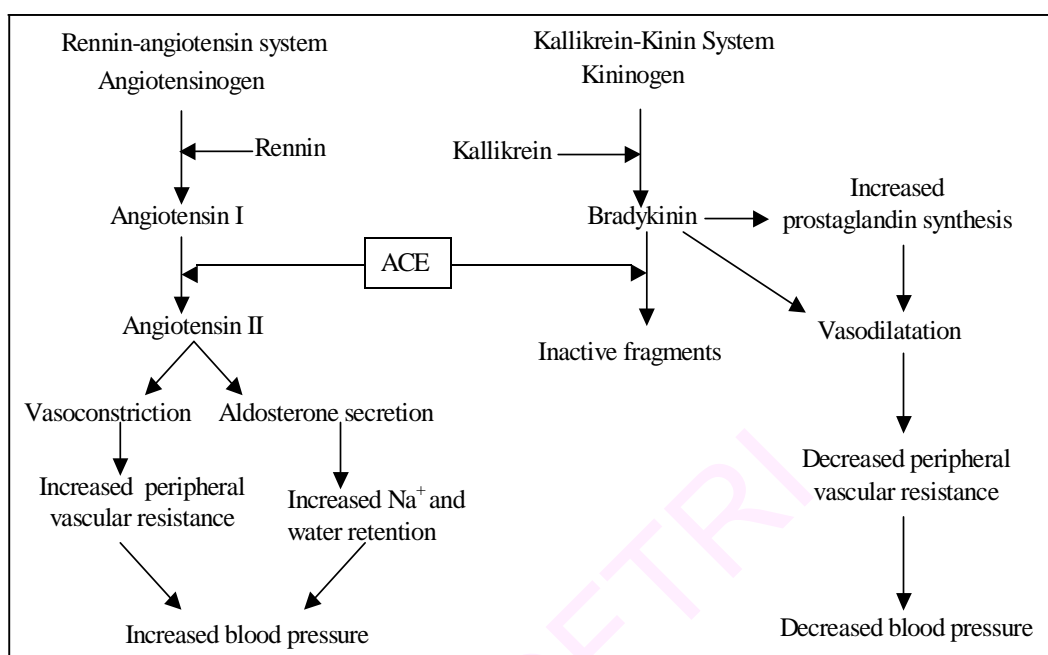 Rennin-angiotensin system
Angiotensinogen
Rennin
Angiotensin I
Angiotensin II
Vasoconstriction
Aldosterone secretion
Increased peripheral
vascular resistance
Increased Na⁺ and
water retention
Increased blood pressure
ACE
Kallikrein-Kinin System
Kininogen
Kallikrein
Bradykinin
Inactive fragments
Increased
prostaglandin synthesis
Vasodilatation
Decreased peripheral
vascular resistance
Decreased blood pressure
ETRI